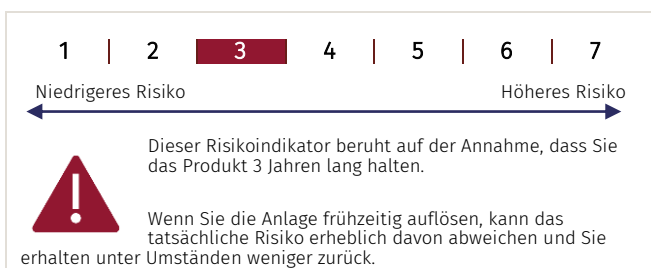 1 | 2 | 3 | 4 | 5 | 6 | 7
Niedrigeres Risiko Höheres Risiko
Dieser Risikoindikator beruht auf der Annahme, dass Sie
das Produkt 3 Jahren lang halten.
Wenn Sie die Anlage frühzeitig auflösen, kann das
tatsächliche Risiko erheblich davon abweichen und Sie
erhalten unter Umständen weniger zurück.